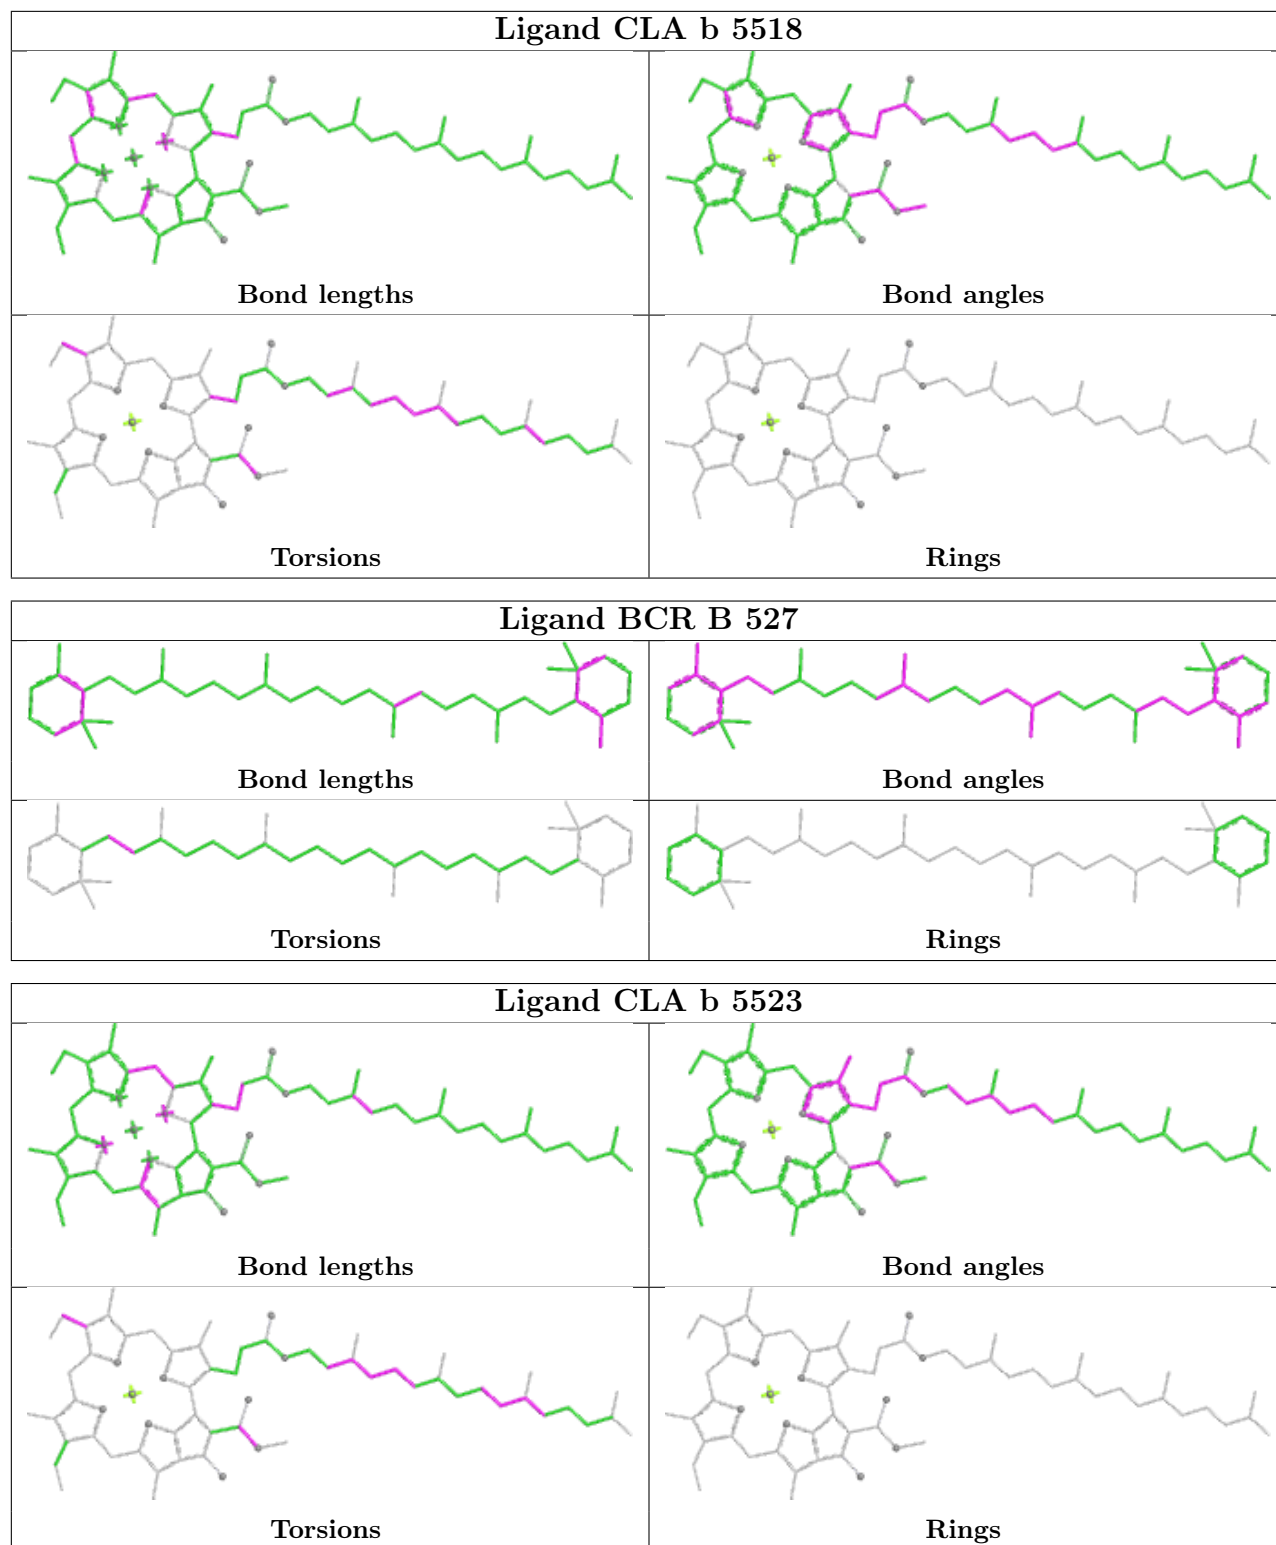 Ligand CLA b 5518
Bond lengths
Bond angles
Torsions
Rings
Ligand BCR B 527
Bond lengths
Bond angles
Torsions
Rings
Ligand CLA b 5523
Bond lengths
Bond angles
Torsions
Rings